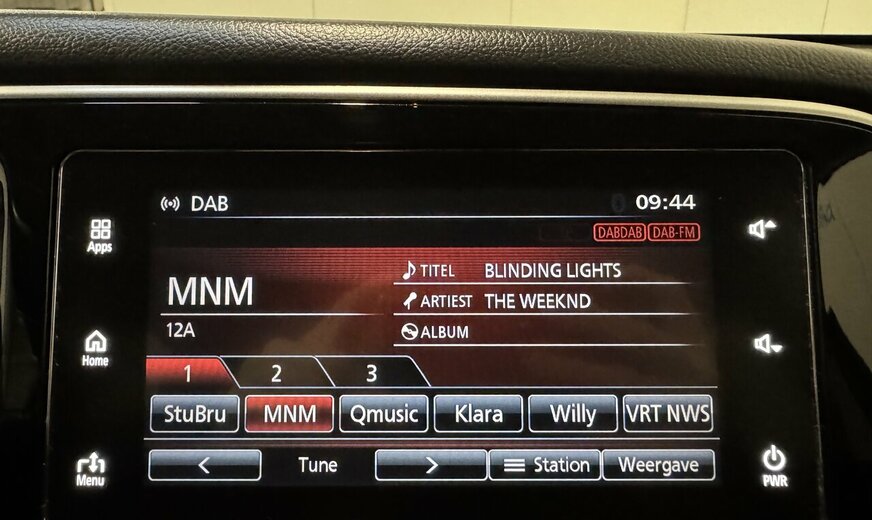 DAB 09:44
Apps
DABDAB DAB-FM
TITEL BLINDING LIGHTS
MNM
ARTIEST THE WEEKND
12A
ALBUM
Home
1 2 3
StuBru MNM Qmusic Klara Willy VRT NWS
< Tune > Station Weergave
Menu
PWR